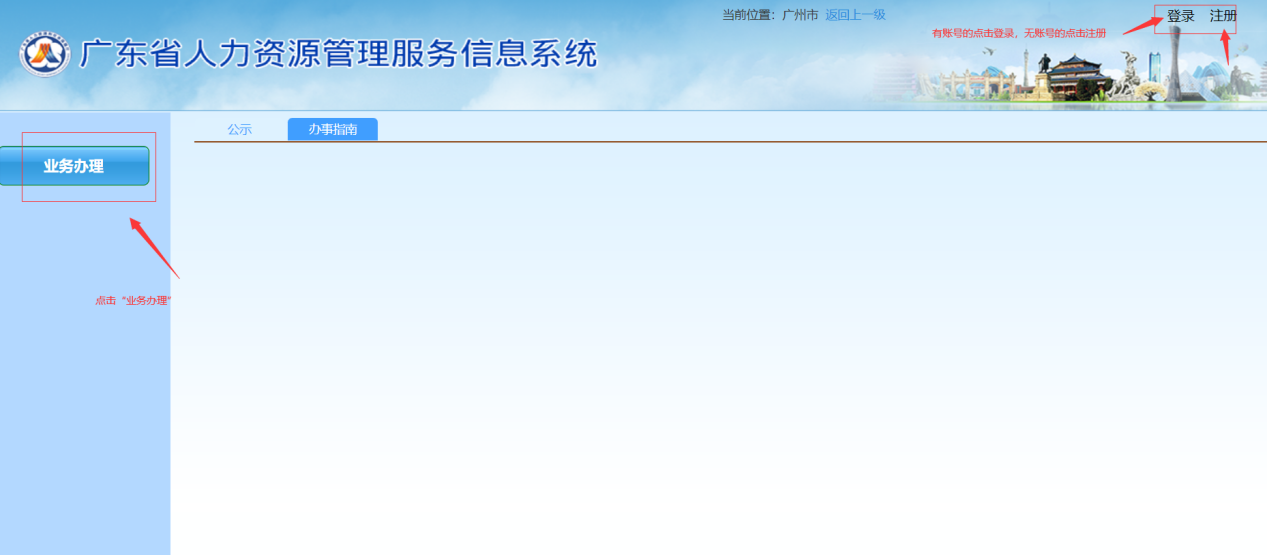 当前位置：广州市 返回上一级
登录 注册
有账号的点击登录，无账号的点击注册
广东省人力资源管理服务信息系统
公示 办事指南
业务办理
点击“业务办理”